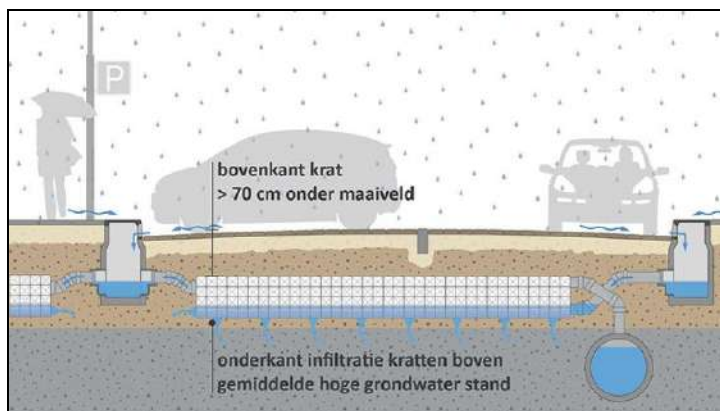 P
bovenkant krat
> 70 cm onder maaiveld
onderkant infiltratie kratten boven
gemiddelde hoge grondwater stand